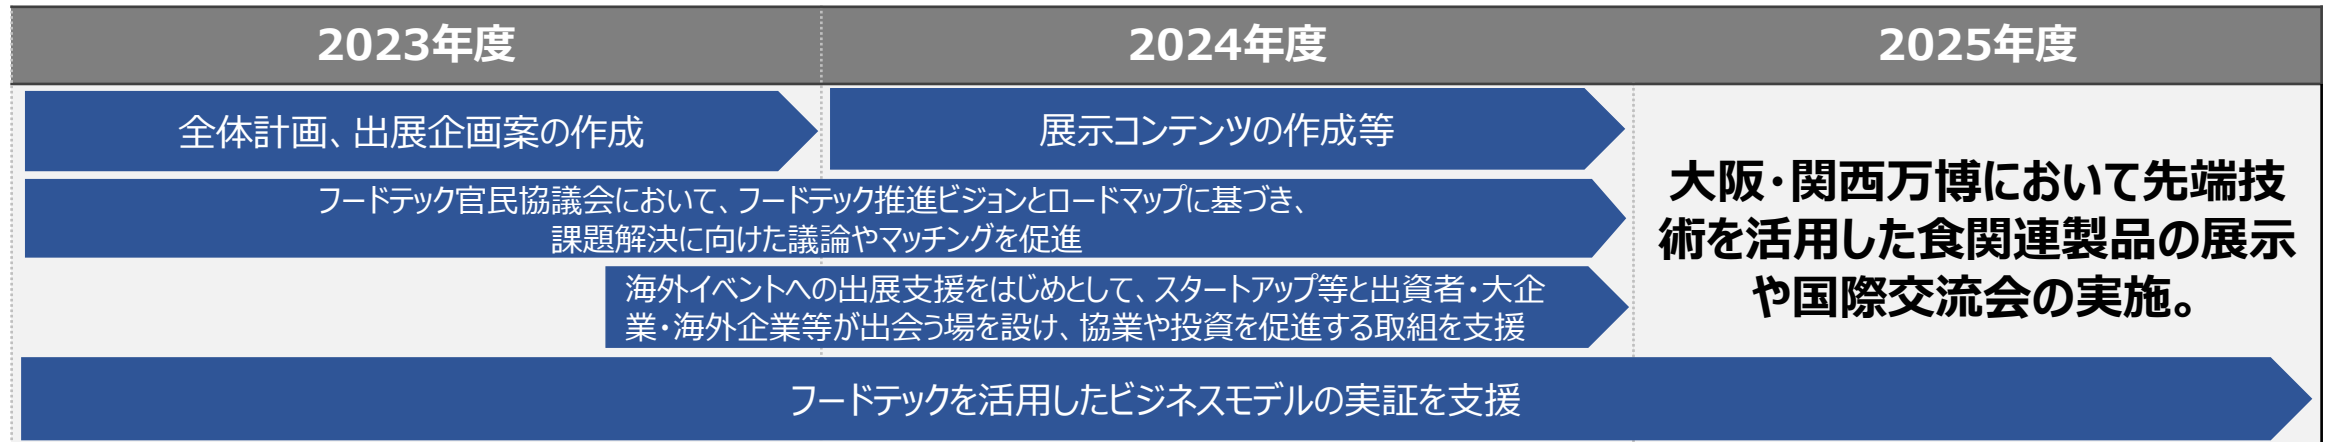 2023年度
2024年度
2025年度
全体計画、出展企画案の作成
展示コンテンツの作成等
フードテック官民協議会において、フードテック推進ビジョンとロードマップに基づき、
課題解決に向けた議論やマッチングを促進
海外イベントへの出展支援をはじめとして、スタートアップ等と出資者・大企
業・海外企業等が出会う場を設け、協業や投資を促進する取組を支援
大阪・関西万博において先端技
術を活用した食関連製品の展示
や国際交流会の実施。
フードテックを活用したビジネスモデルの実証を支援